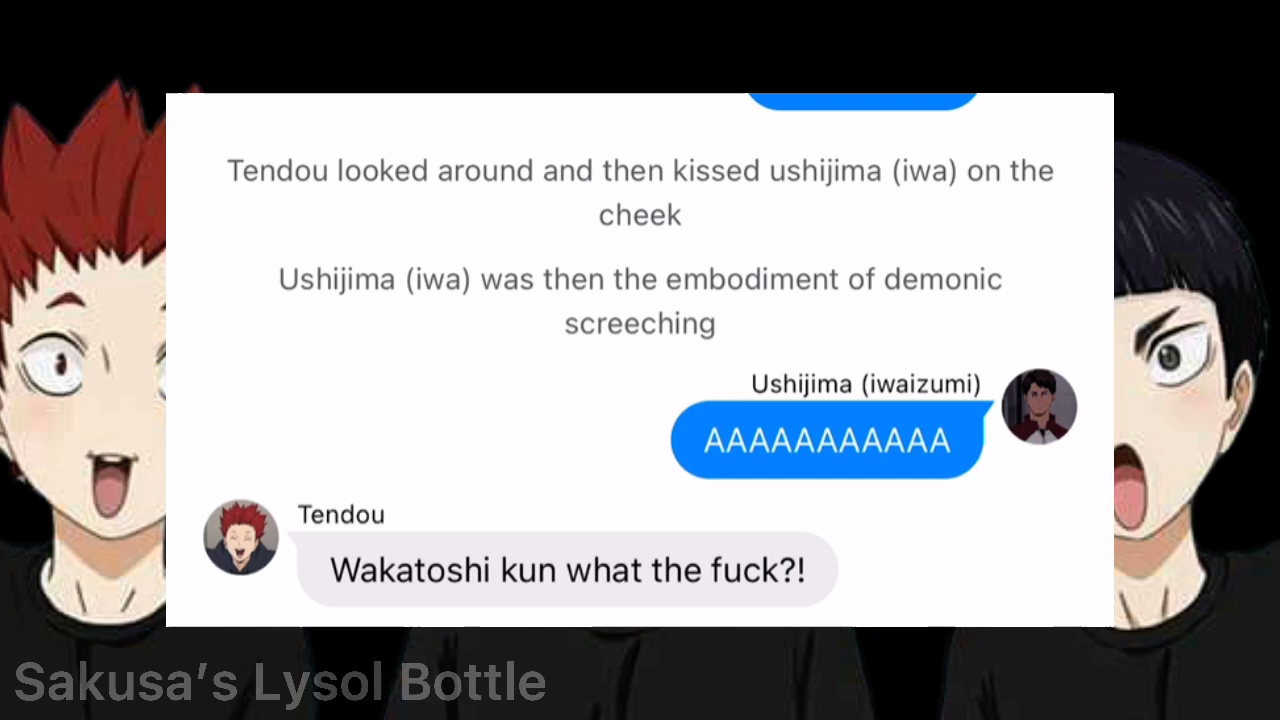 Tendou looked around and then kissed ushijima (iwa) on the
cheek
Ushijima (iwa) was then the embodiment of demonic
screeching
Ushijima (iwaizumi)
AAAAAAAAAAA
Tendou
Wakatoshi kun what the fuck?!
Sakusa’s Lysol Bottle